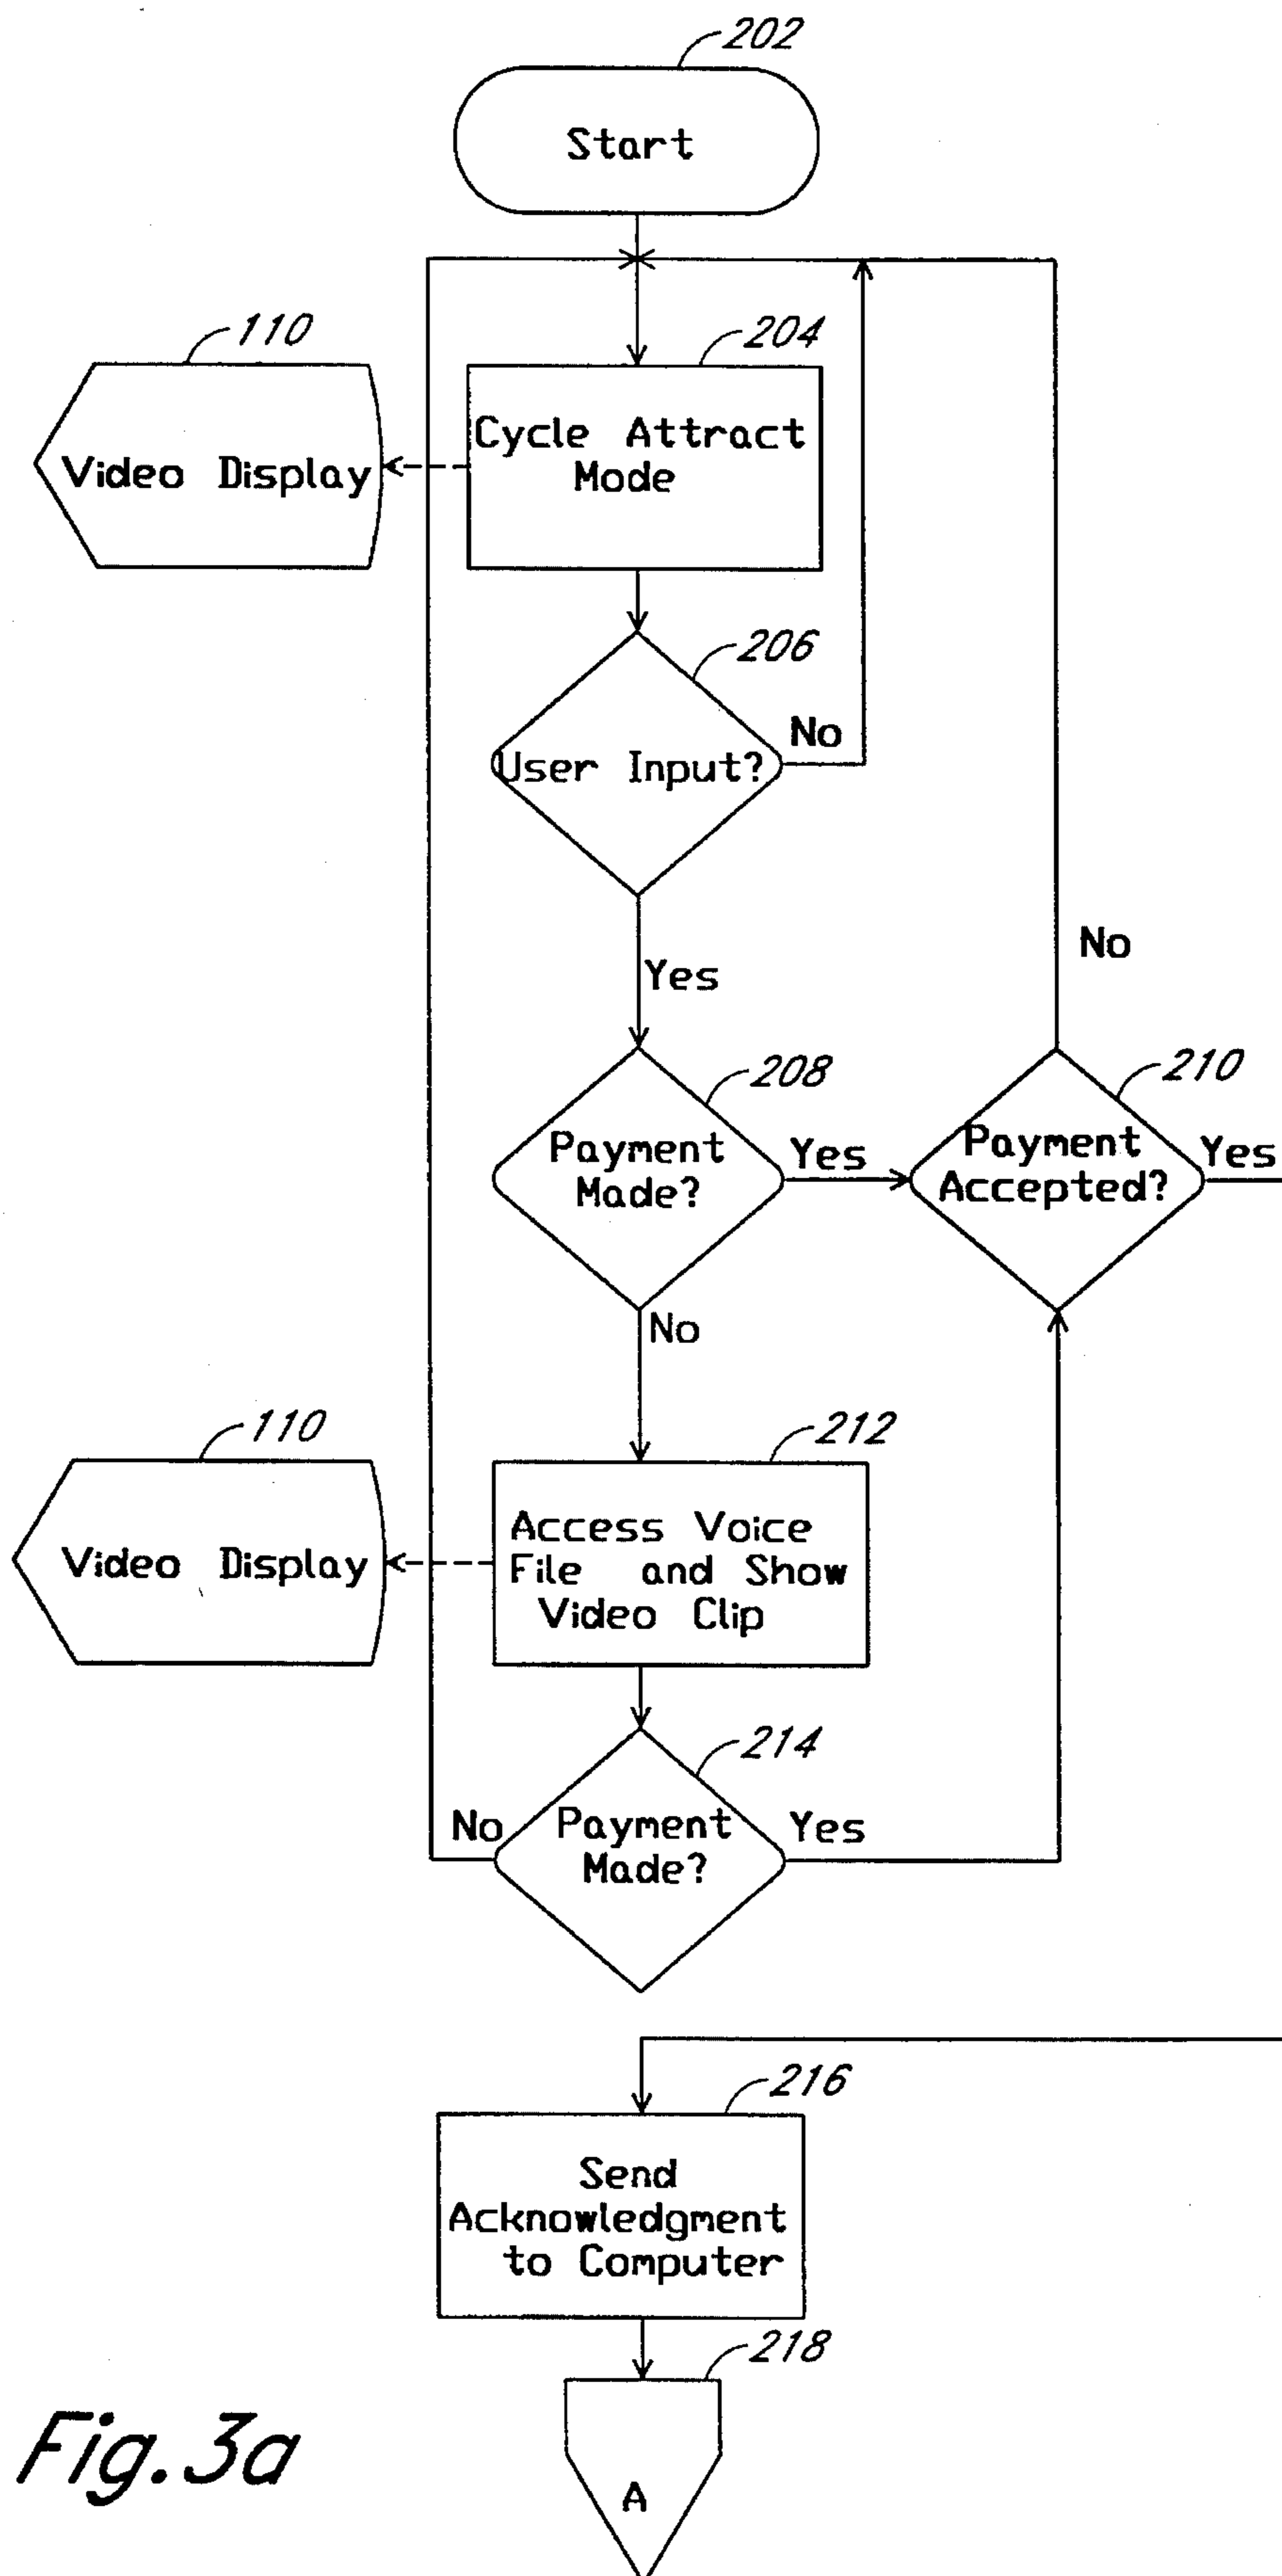 202
Start
110
204
Cycle Attract
Mode
Video Display
206
No
User Input?
Yes
No
208
210
Payment
Made?
Yes
Payment
Accepted?
Yes
No
110
212
Access Voice
File and Show
Video Clip
Video Display
214
No
Payment
Made?
Yes
216
Send
Acknowledgment
to Computer
218
A
Fig. 3a